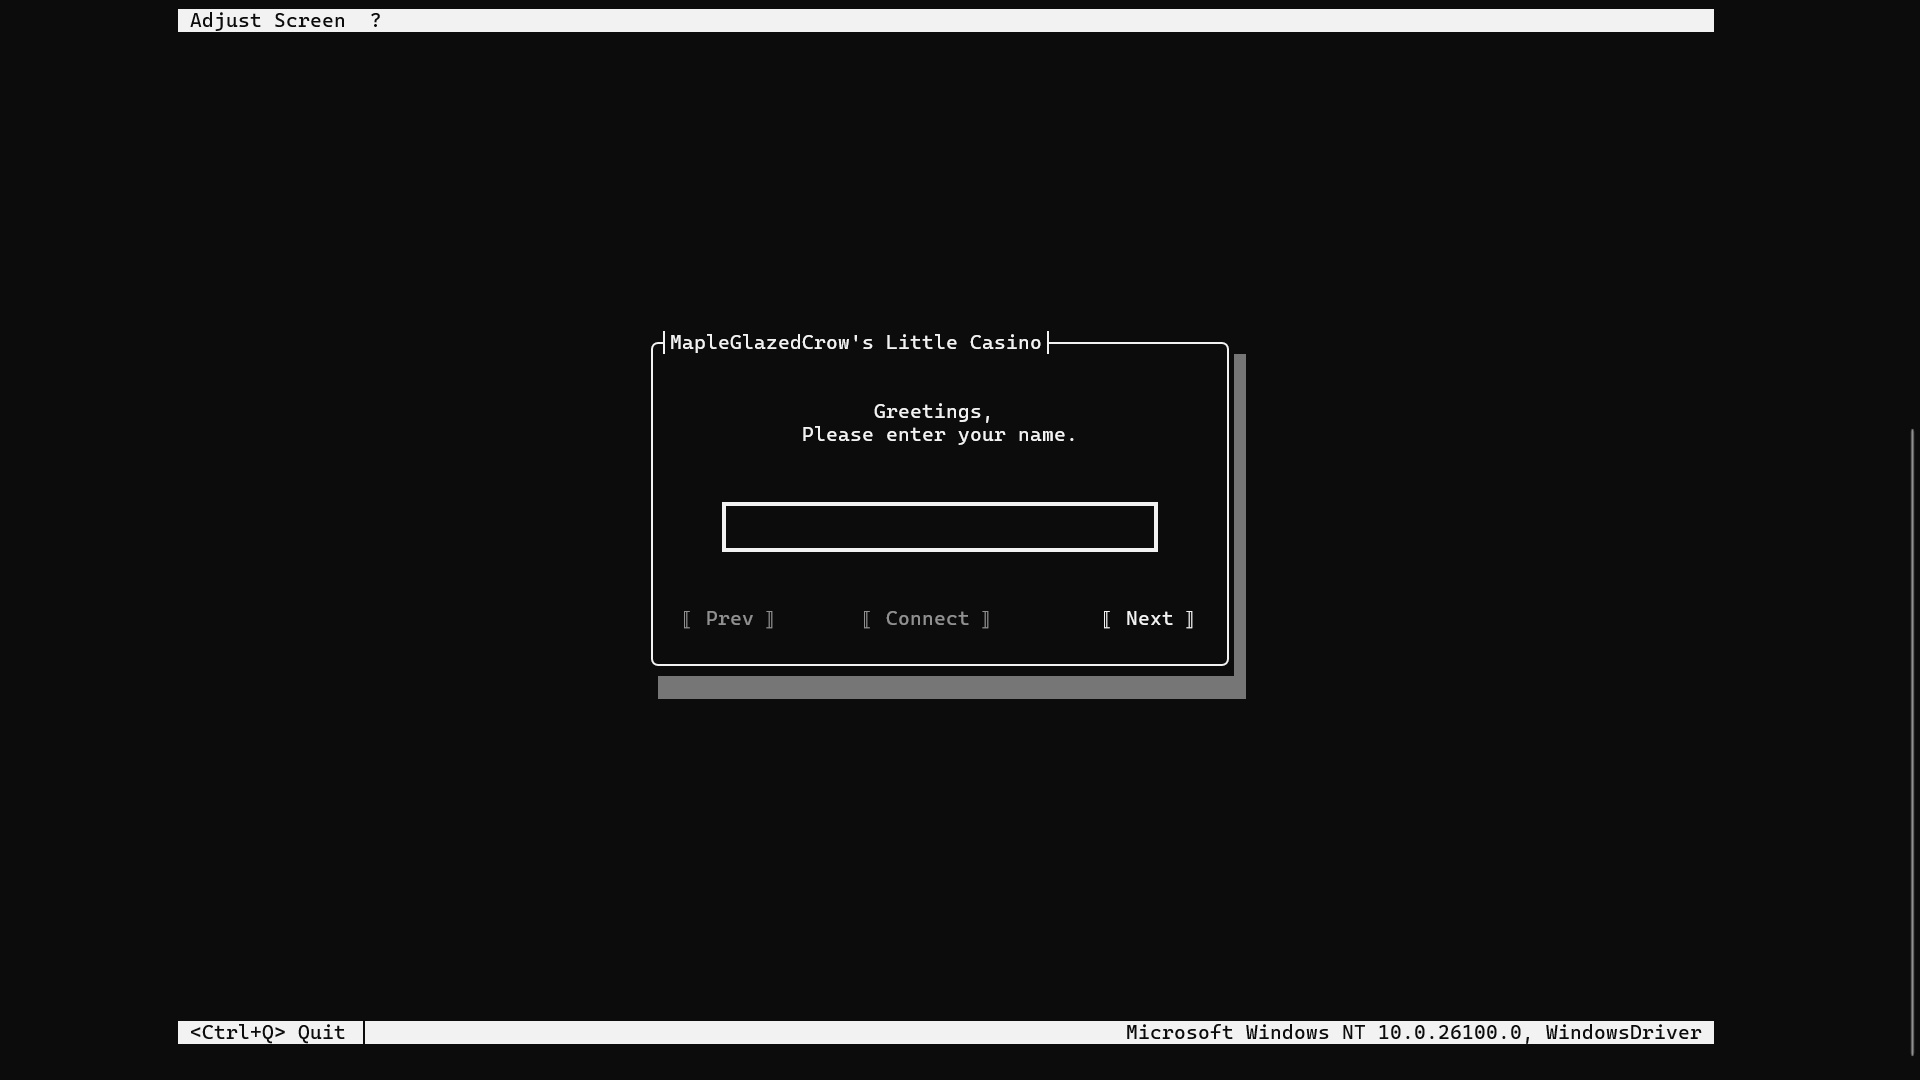 Adjust Screen ?
MapleGlazedCrow's Little Casino
Greetings,
Please enter your name.
⟦ Prev ⟧ ⟦ Connect ⟧ ⟦ Next ⟧
<Ctrl+Q> Quit Microsoft Windows NT 10.0.26100.0, WindowsDriver